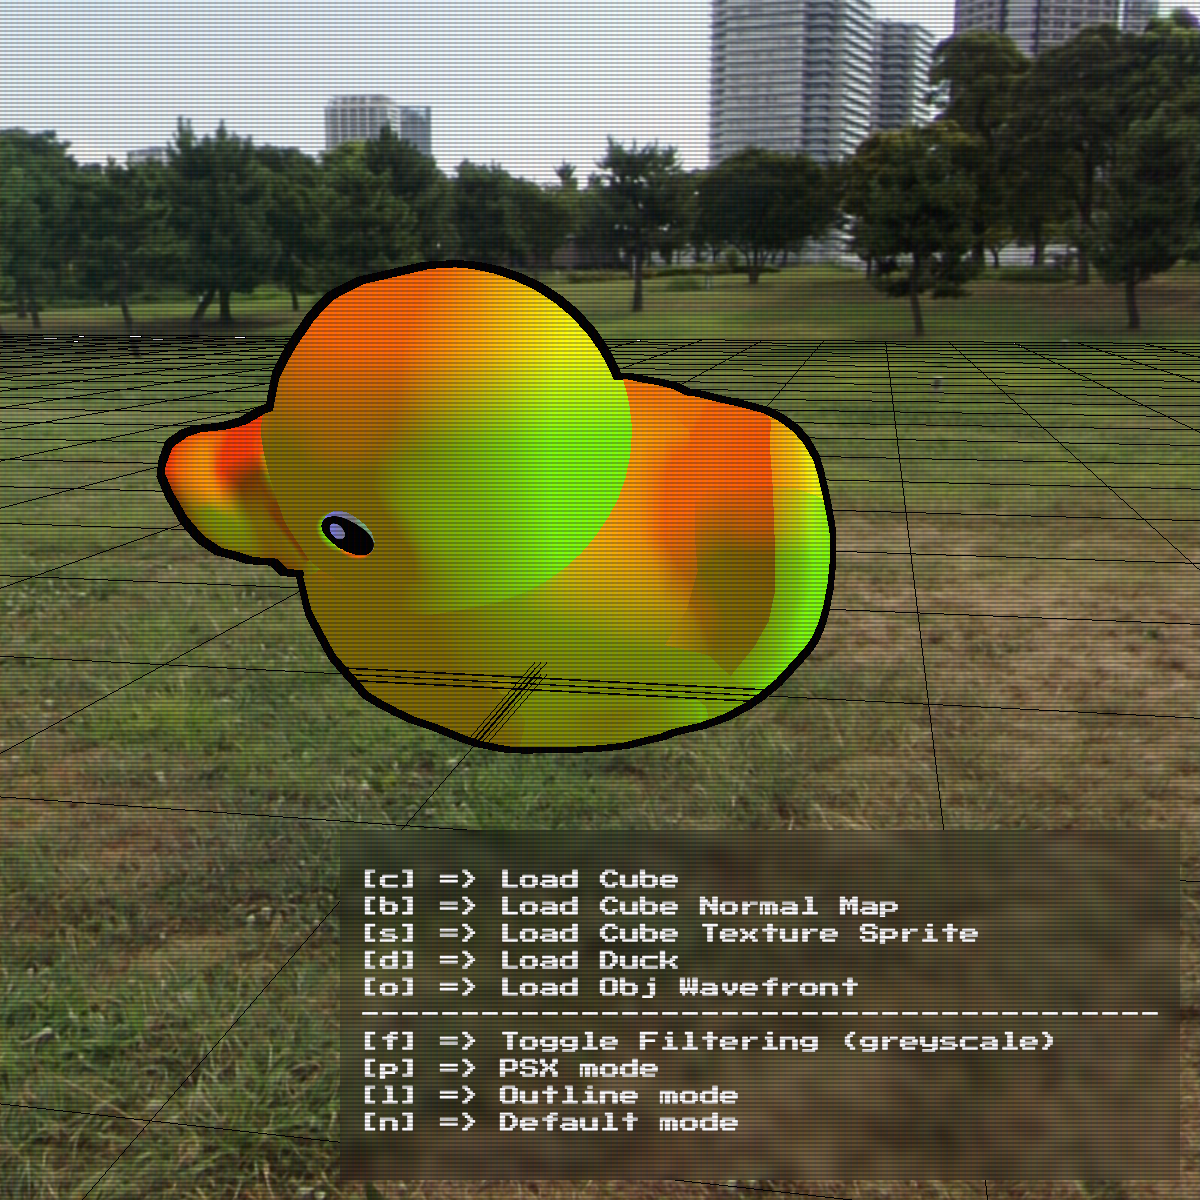 [c] => Load Cube
[b] => Load Cube Normal Map
[s] => Load Cube Texture Sprite
[d] => Load Duck
[o] => Load Obj Wavefront
----------------------------------------
[f] => Toggle Filtering (greyscale)
[p] => PSX mode
[l] => Outline mode
[n] => Default mode